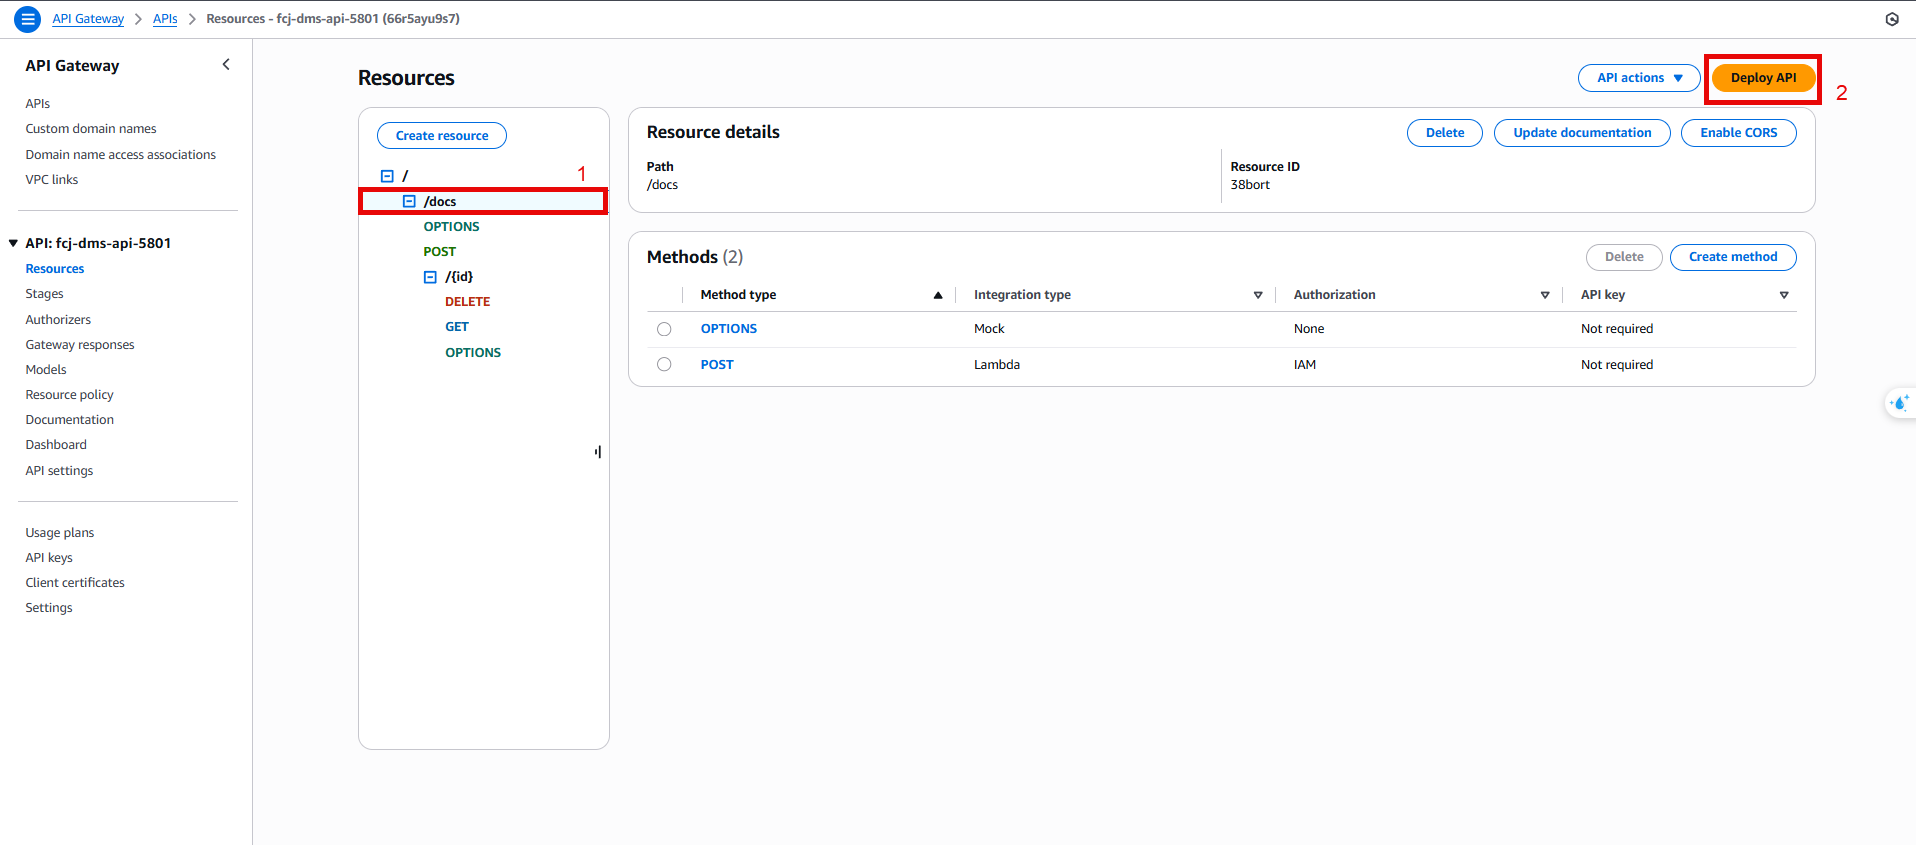 API Gateway > APIs > Resources - fcj-dms-api-5801 (66r5ayu9s7)
API Gateway
APIs
Custom domain names
Domain name access associations
VPC links
API: fcj-dms-api-5801
Resources
Stages
Authorizers
Gateway responses
Models
Resource policy
Documentation
Dashboard
API settings
Usage plans
API keys
Client certificates
Settings
Resources
API actions
Deploy API
2
Create resource
/
1
/docs
OPTIONS
POST
/{id}
DELETE
GET
OPTIONS
Resource details
Delete
Update documentation
Enable CORS
Path
/docs
Resource ID
38bort
Methods (2)
Delete
Create method
Method type Integration type Authorization API key
OPTIONS Mock None Not required
POST Lambda IAM Not required